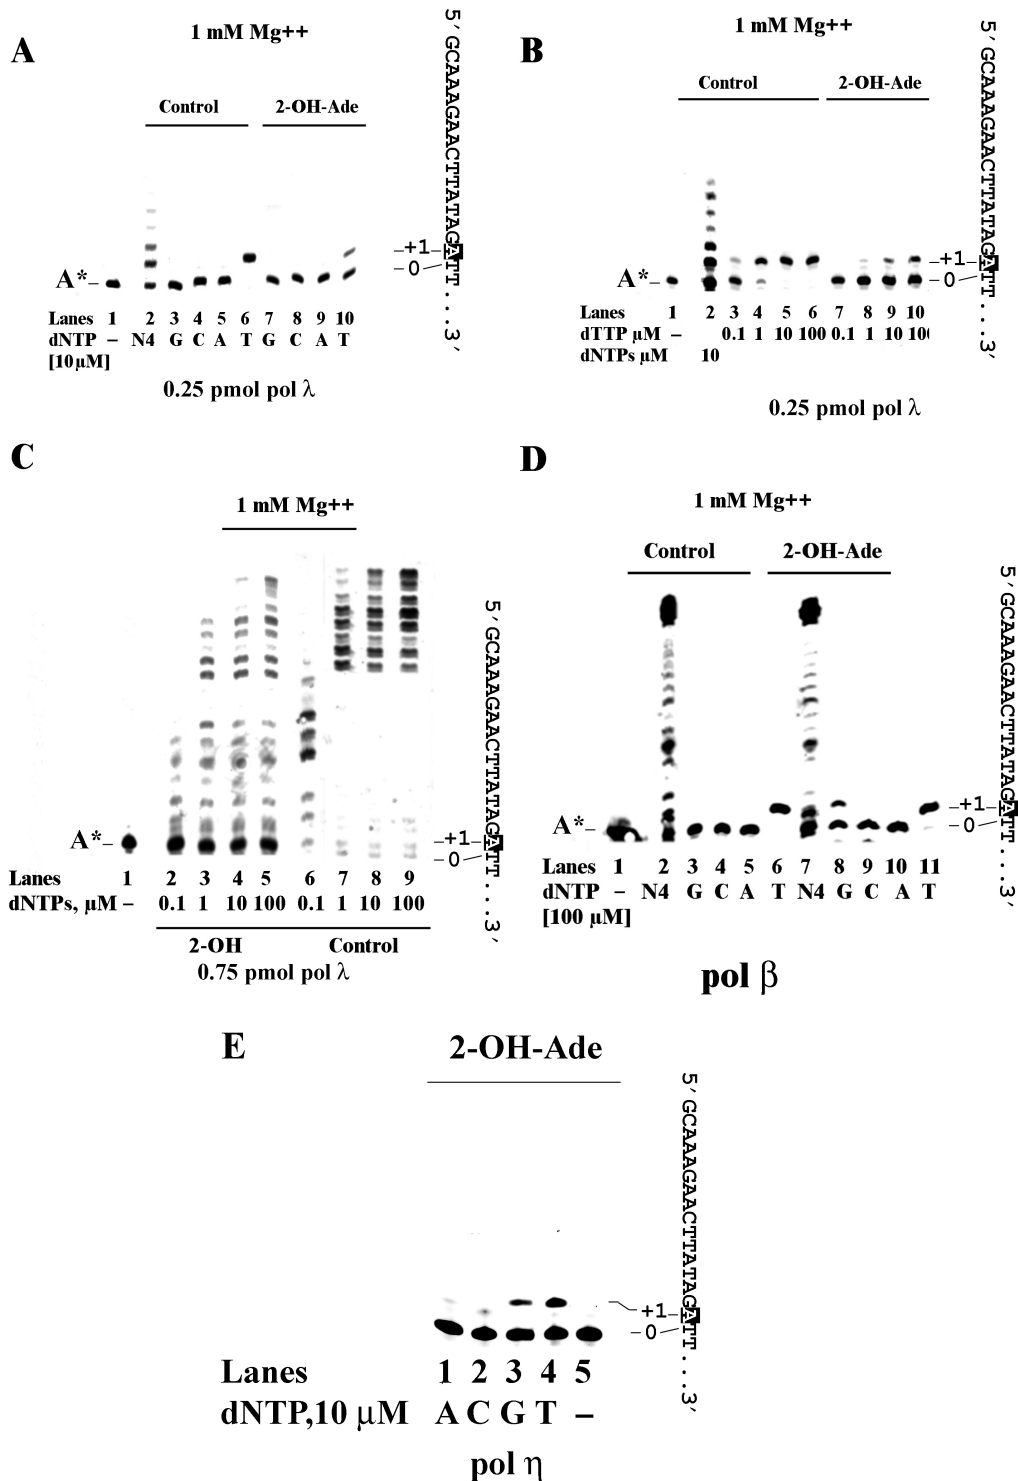 A
1 mM Mg++
Control 2-OH-Ade
A*–
–+1–
–0
Lanes 1 2 3 4 5 6 7 8 9 10
dNTP – N4 G C A T G C A T
[10 µM]
0.25 pmol pol λ
5′GCAAAGAACTTATAGATT...3′
B
1 mM Mg++
Control 2-OH-Ade
A*–
–+1–
–0
Lanes 1 2 3 4 5 6 7 8 9 10
dTTP µM – 0.1 1 10 100 0.1 1 10 100
dNTPs µM 10
0.25 pmol pol λ
5′GCAAAGAACTTATAGATT...3′
C
1 mM Mg++
A*–
–+1–
–0
Lanes 1 2 3 4 5 6 7 8 9
dNTPs, µM – 0.1 1 10 100 0.1 1 10 100
2-OH Control
0.75 pmol pol λ
5′GCAAAGAACTTATAGATT...3′
D
1 mM Mg++
Control 2-OH-Ade
A*–
–+1–
–0
Lanes 1 2 3 4 5 6 7 8 9 10 11
dNTP – N4 G C A T N4 G C A T
[100 µM]
pol β
5′GCAAAGAACTTATAGATT...3′
E
2-OH-Ade
+1–
–0
Lanes 1 2 3 4 5
dNTP,10 µM A C G T –
pol η
5′GCAAAGAACTTATAGATT...3′